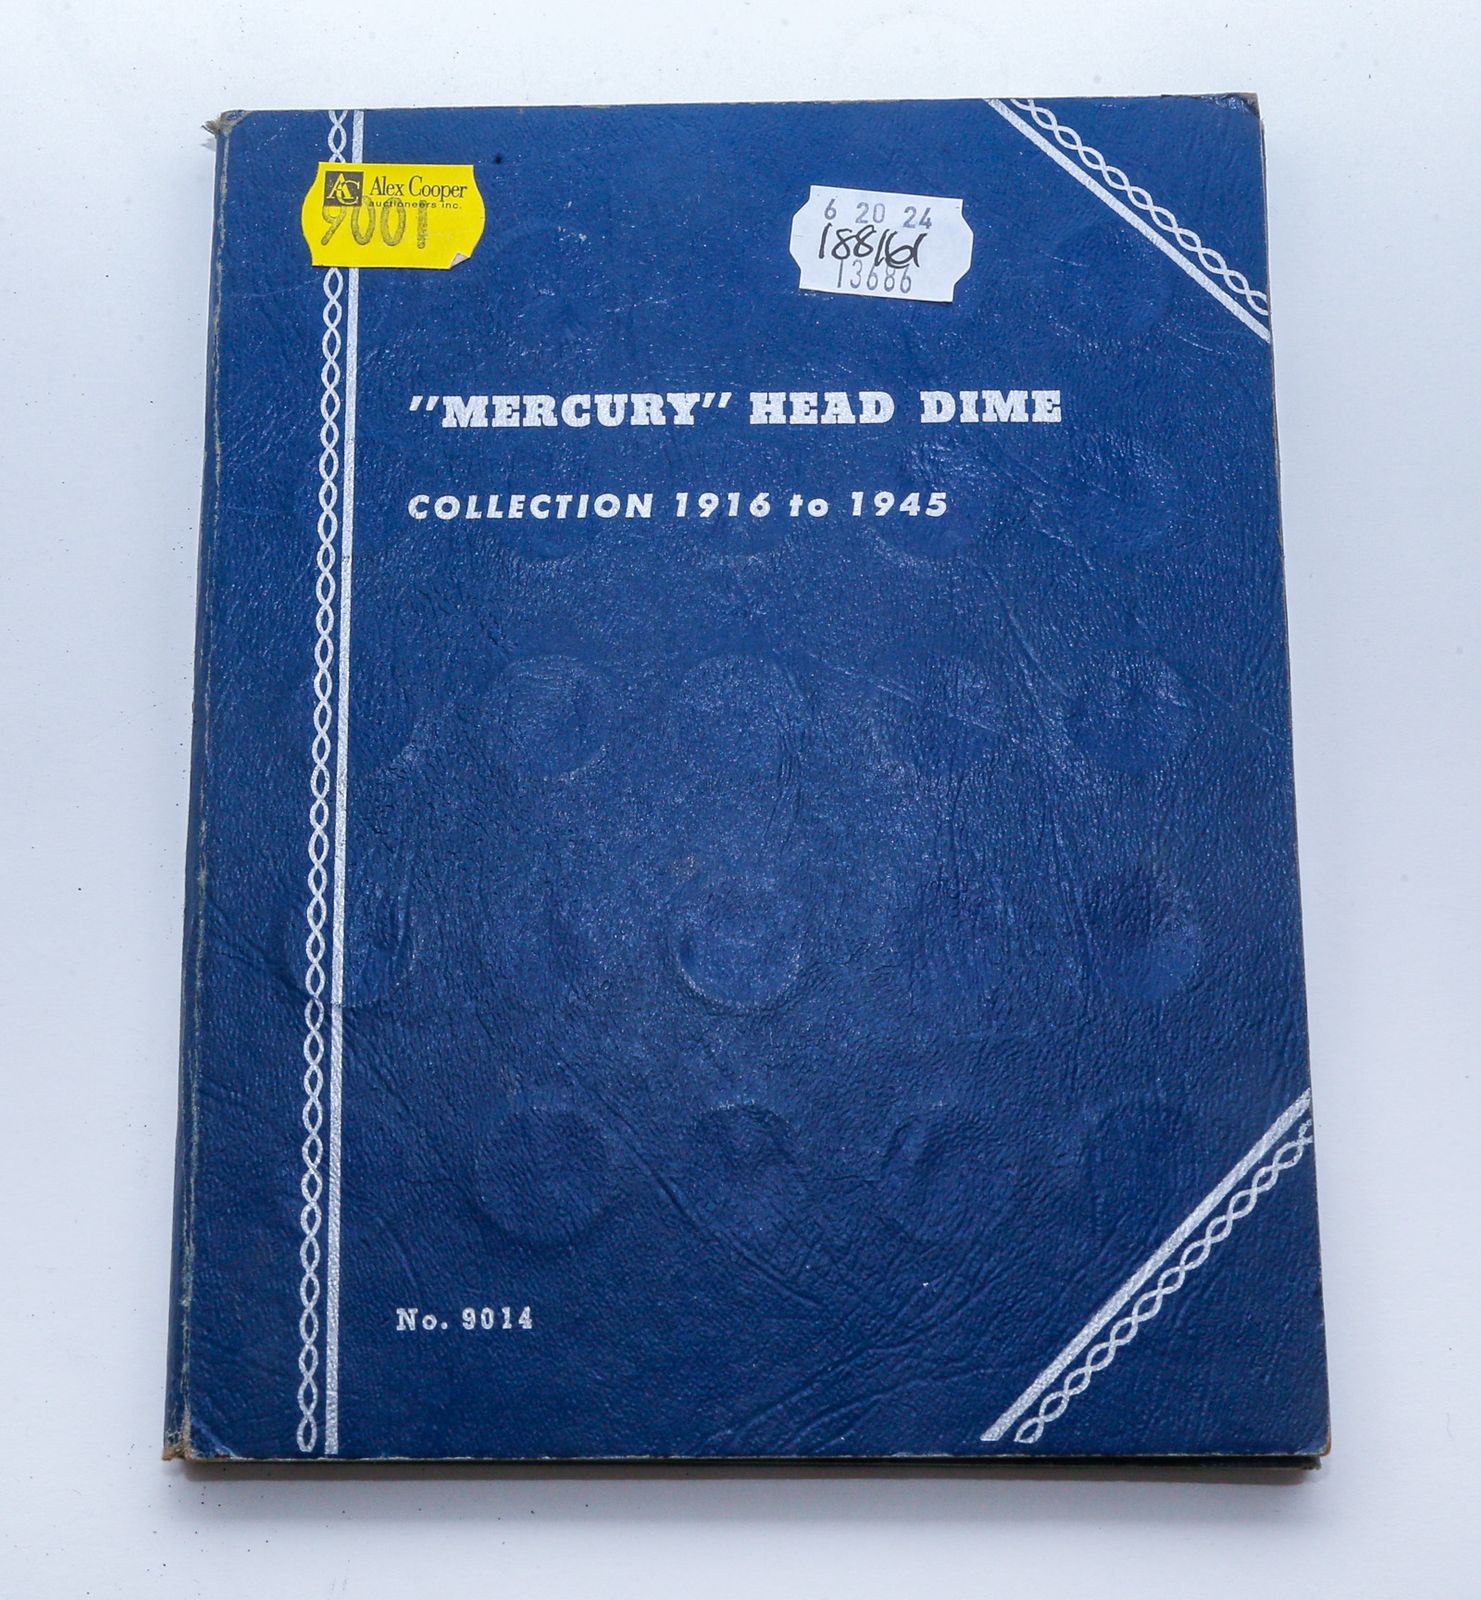 AC Alex Cooper
auctioneers inc.
9001
6 20 24
13686
"MERCURY" HEAD DIME
COLLECTION 1916 to 1945
No. 9014